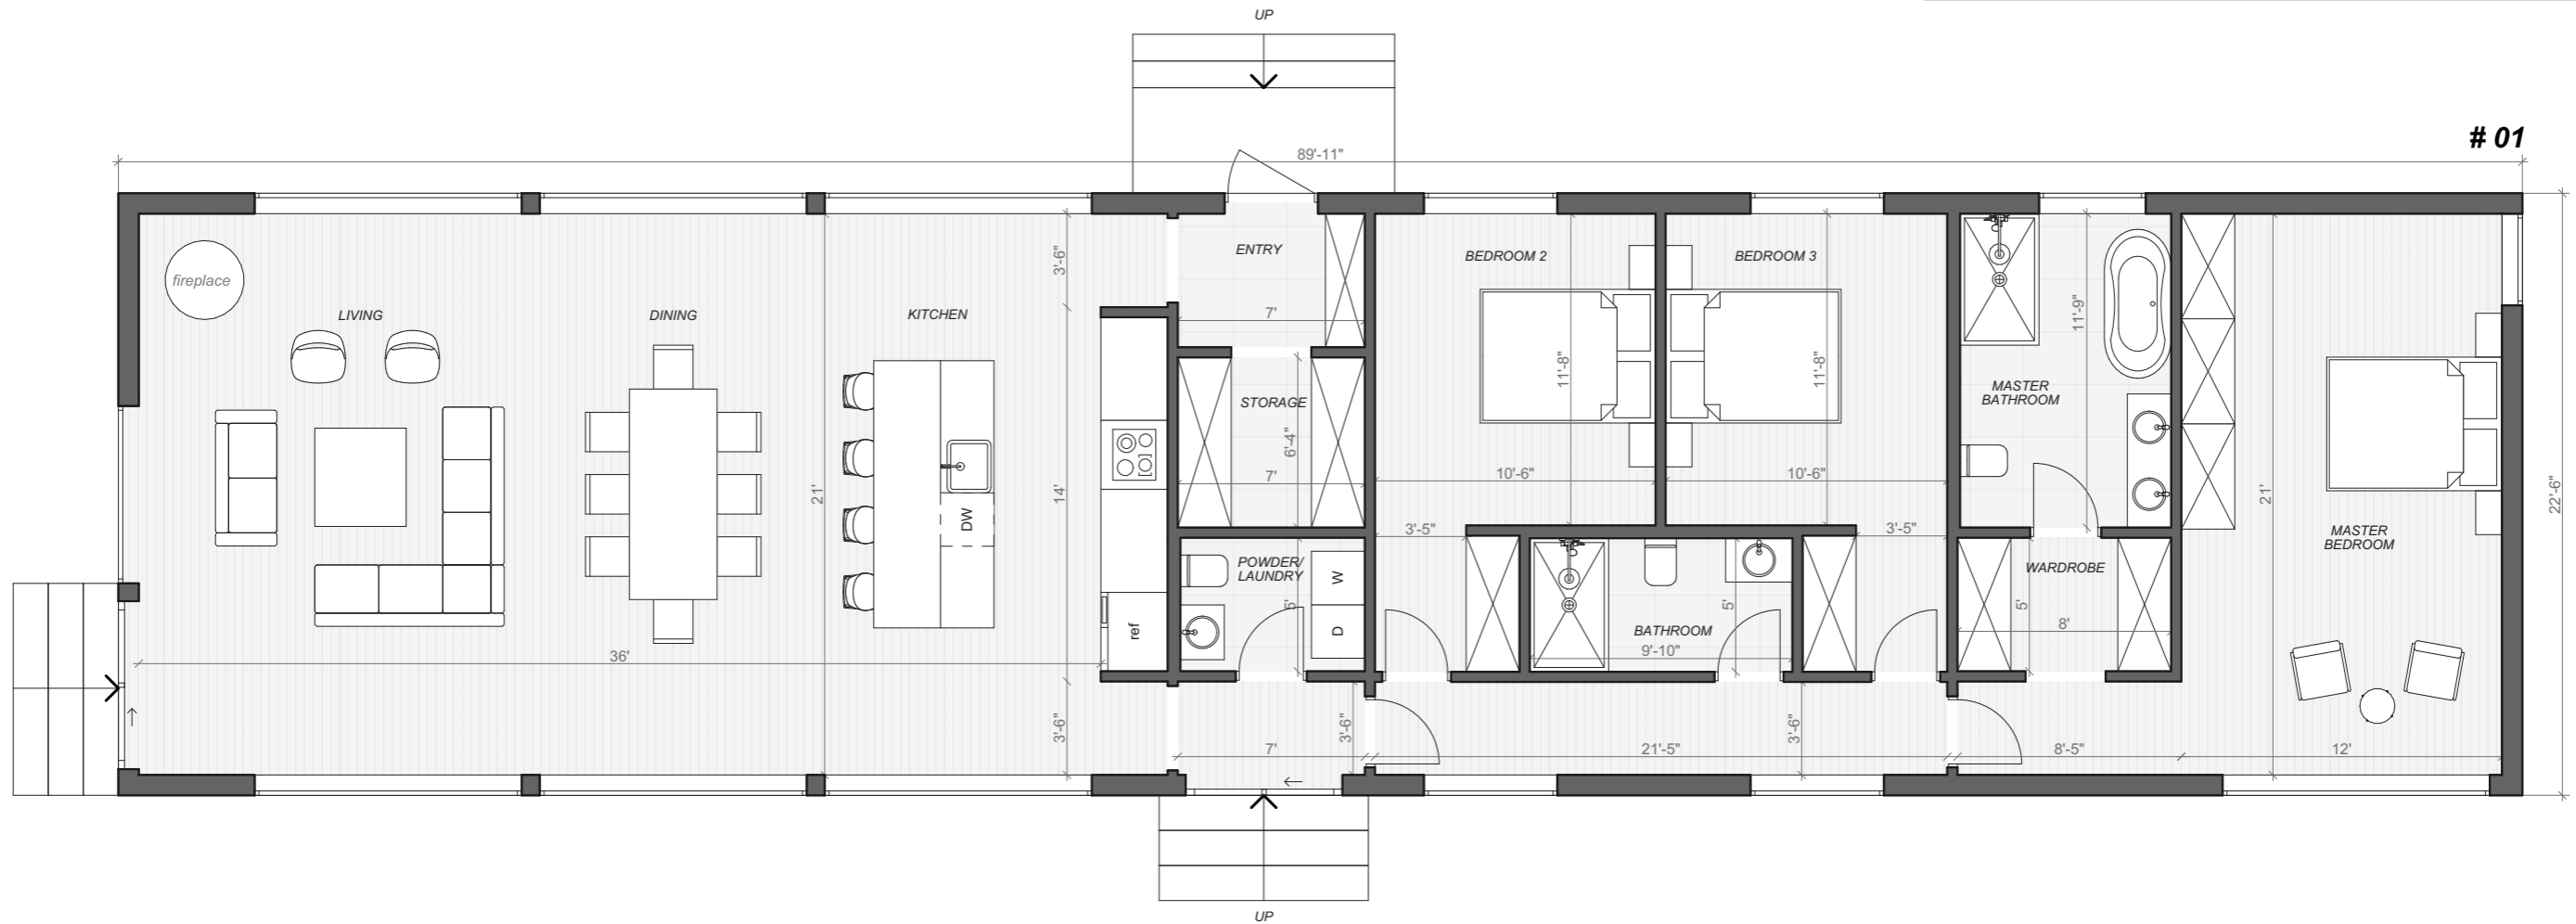 UP
# 01
89'-11"
fireplace
LIVING
DINING
KITCHEN
3'-6"
ENTRY
7'
BEDROOM 2
BEDROOM 3
11'-8"
11'-8"
11'-9"
MASTER
BATHROOM
STORAGE
6'-4"
7'
10'-6"
10'-6"
21'
14'
DW
21'
22'-6"
MASTER
BEDROOM
3'-5"
3'-5"
POWDER/
LAUNDRY
5'
W
D
ref
BATHROOM
5'
9'-10"
WARDROBE
5'
8'
36'
3'-6"
3'-6"
3'-6"
7'
21'-5"
8'-5"
12'
UP